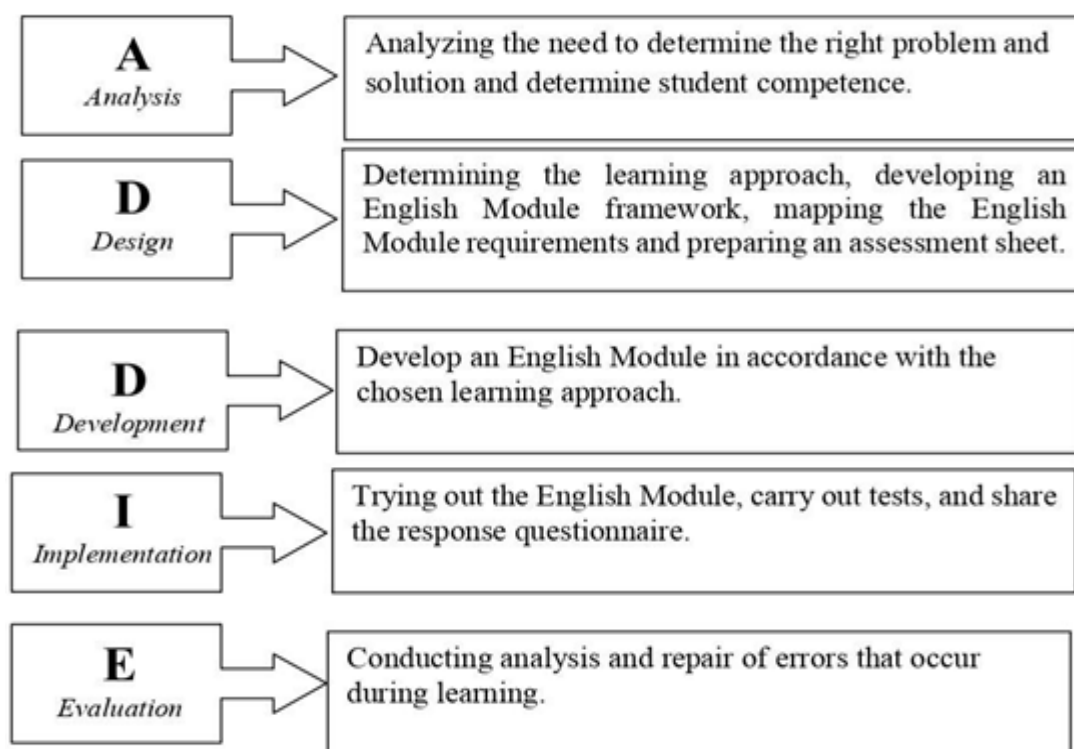 A
Analysis
Analyzing the need to determine the right problem and
solution and determine student competence.
D
Design
Determining the learning approach, developing an
English Module framework, mapping the English
Module requirements and preparing an assessment sheet.
D
Development
Develop an English Module in accordance with the
chosen learning approach.
I
Implementation
Trying out the English Module, carry out tests, and share
the response questionnaire.
E
Evaluation
Conducting analysis and repair of errors that occur
during learning.